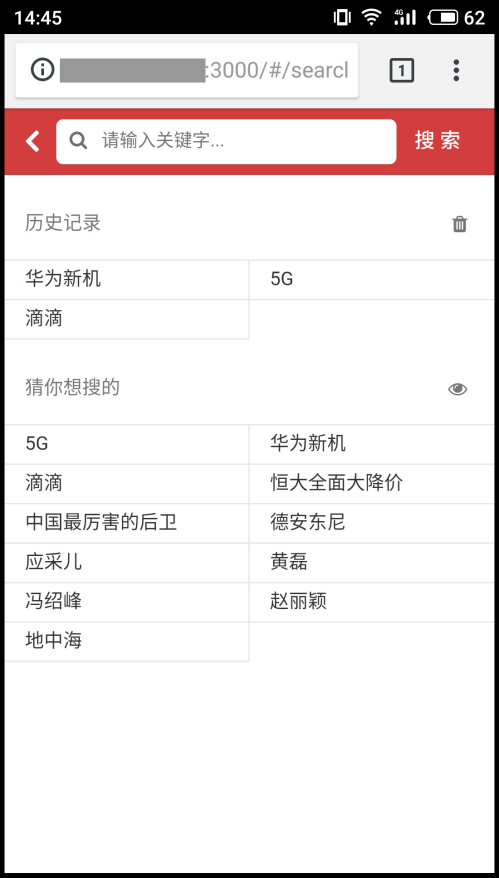 14:45 4G 62
:3000/#/searcl 1
请输入关键字... 搜 索
历史记录
华为新机 5G
滴滴
猜你想搜的
5G 华为新机
滴滴 恒大全面大降价
中国最厉害的后卫 德安东尼
应采儿 黄磊
冯绍峰 赵丽颖
地中海